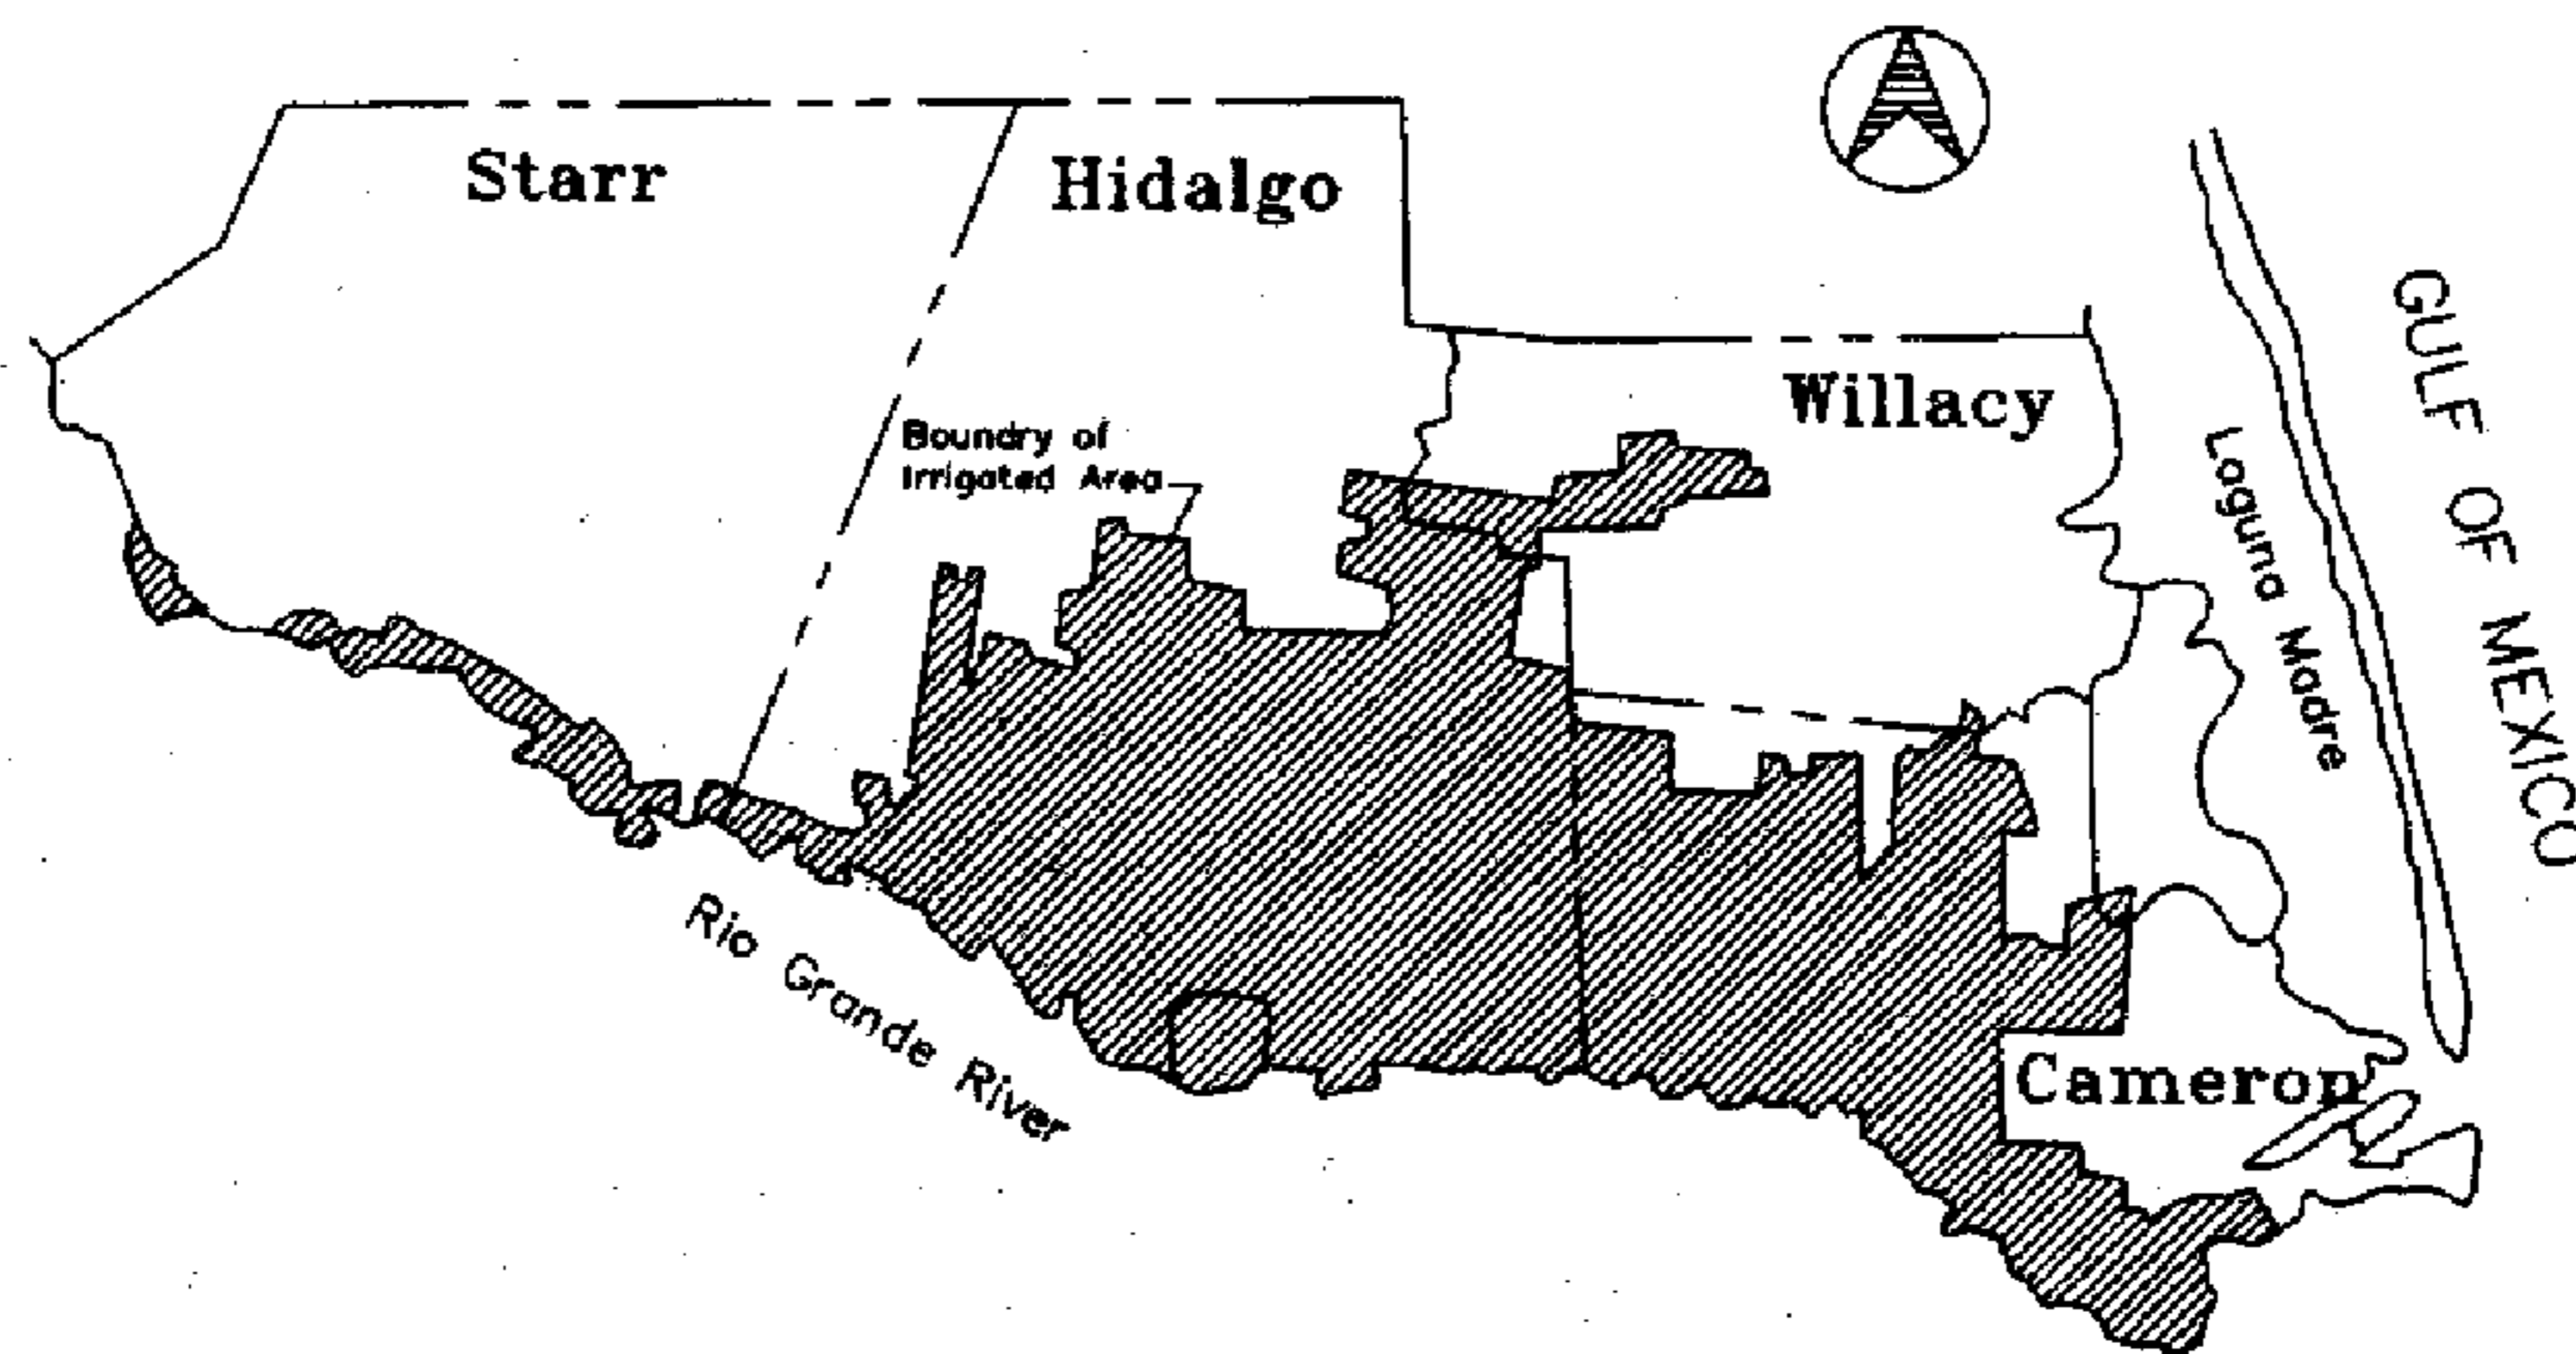 Starr
Hidalgo
Willacy
Boundry of
Irrigated Area
GULF OF MEXICO
Laguna Madre
Rio Grande River
Cameron